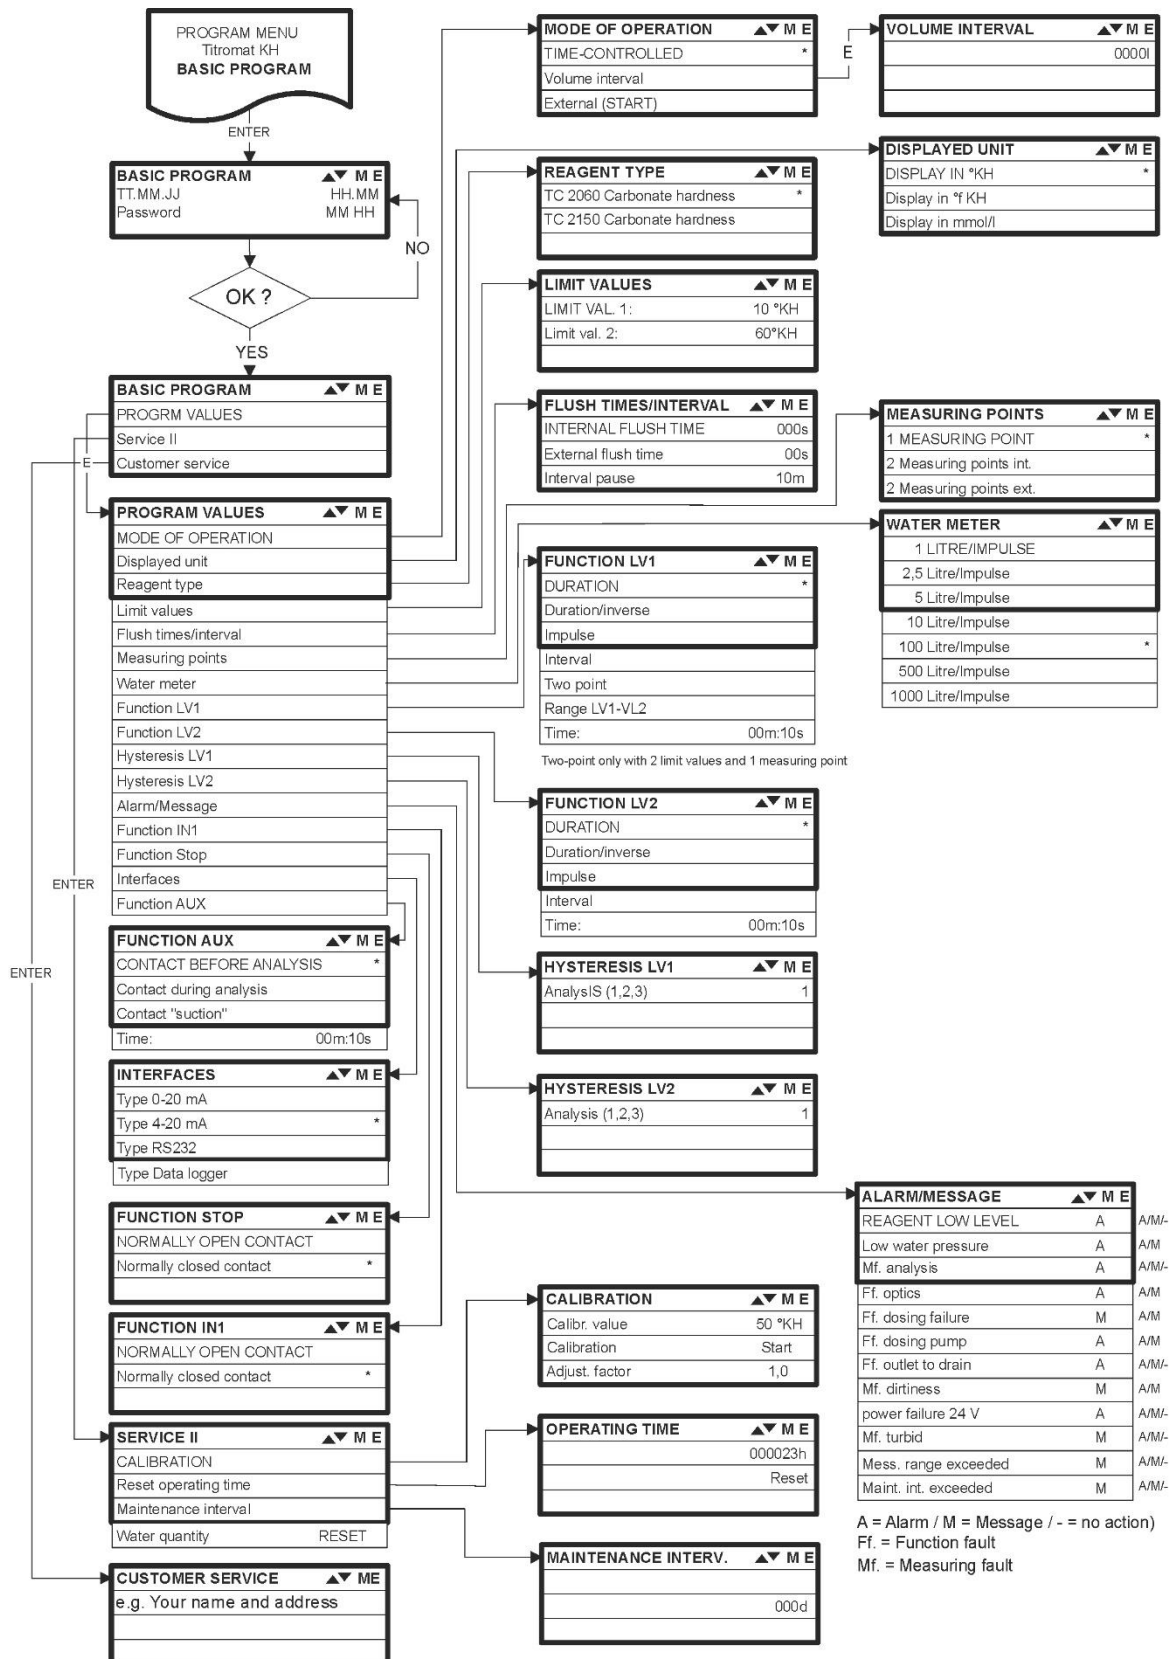 PROGRAM MENU
Titromat KH
BASIC PROGRAM
ENTER
BASIC PROGRAM ▲▼ M E
TT.MM.JJ HH.MM
Password MM HH
NO
OK ?
YES
BASIC PROGRAM ▲▼ M E
PROGRM VALUES
Service II
Customer service
E
PROGRAM VALUES ▲▼ M E
MODE OF OPERATION
Displayed unit
Reagent type
Limit values
Flush times/interval
Measuring points
Water meter
Function LV1
Function LV2
Hysteresis LV1
Hysteresis LV2
Alarm/Message
Function IN1
Function Stop
Interfaces
Function AUX
ENTER
ENTER
FUNCTION AUX ▲▼ M E
CONTACT BEFORE ANALYSIS *
Contact during analysis
Contact "suction"
Time: 00m:10s
INTERFACES ▲▼ M E
Type 0-20 mA
Type 4-20 mA *
Type RS232
Type Data logger
FUNCTION STOP ▲▼ M E
NORMALLY OPEN CONTACT
Normally closed contact *
FUNCTION IN1 ▲▼ M E
NORMALLY OPEN CONTACT
Normally closed contact *
SERVICE II ▲▼ M E
CALIBRATION
Reset operating time
Maintenance interval
Water quantity RESET
CUSTOMER SERVICE ▲▼ ME
e.g. Your name and address
MODE OF OPERATION ▲▼ M E
TIME-CONTROLLED *
Volume interval
External (START)
E
VOLUME INTERVAL ▲▼ M E
0000l
DISPLAYED UNIT ▲▼ M E
DISPLAY IN °KH *
Display in °f KH
Display in mmol/l
REAGENT TYPE ▲▼ M E
TC 2060 Carbonate hardness *
TC 2150 Carbonate hardness
LIMIT VALUES ▲▼ M E
LIMIT VAL. 1: 10 °KH
Limit val. 2: 60°KH
FLUSH TIMES/INTERVAL ▲▼ M E
INTERNAL FLUSH TIME 000s
External flush time 00s
Interval pause 10m
MEASURING POINTS ▲▼ M E
1 MEASURING POINT *
2 Measuring points int.
2 Measuring points ext.
WATER METER ▲▼ M E
1 LITRE/IMPULSE
2,5 Litre/Impulse
5 Litre/Impulse
10 Litre/Impulse
100 Litre/Impulse *
500 Litre/Impulse
1000 Litre/Impulse
FUNCTION LV1 ▲▼ M E
DURATION *
Duration/inverse
Impulse
Interval
Two point
Range LV1-VL2
Time: 00m:10s
Two-point only with 2 limit values and 1 measuring point
FUNCTION LV2 ▲▼ M E
DURATION *
Duration/inverse
Impulse
Interval
Time: 00m:10s
HYSTERESIS LV1 ▲▼ M E
AnalysIS (1,2,3) 1
HYSTERESIS LV2 ▲▼ M E
Analysis (1,2,3) 1
ALARM/MESSAGE ▲▼ M E
REAGENT LOW LEVEL A A/M/-
Low water pressure A A/M
Mf. analysis A A/M/-
Ff. optics A A/M
Ff. dosing failure M A/M
Ff. dosing pump A A/M
Ff. outlet to drain A A/M/-
Mf. dirtiness M A/M
power failure 24 V A A/M/-
Mf. turbid M A/M/-
Mess. range exceeded M A/M/-
Maint. int. exceeded M A/M/-
A = Alarm / M = Message / - = no action)
Ff. = Function fault
Mf. = Measuring fault
CALIBRATION ▲▼ M E
Calibr. value 50 °KH
Calibration Start
Adjust. factor 1,0
OPERATING TIME ▲▼ M E
000023h
Reset
MAINTENANCE INTERV. ▲▼ M E
000d